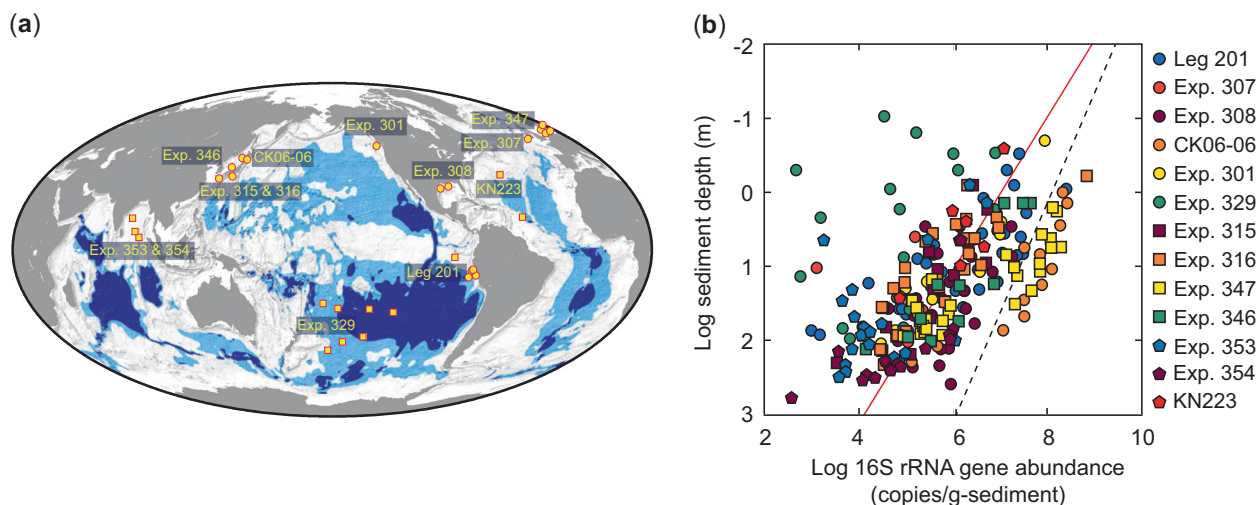 (a)
Exp. 347
Exp. 301
Exp. 307
Exp. 346
CK06-06
Exp. 308
KN223
Exp. 315 & 316
Exp. 353 & 354
Leg 201
Exp. 329
(b)
-2
-1
0
1
2
3
Log sediment depth (m)
2
4
6
8
10
Log 16S rRNA gene abundance
(copies/g-sediment)
Leg 201
Exp. 307
Exp. 308
CK06-06
Exp. 301
Exp. 329
Exp. 315
Exp. 316
Exp. 347
Exp. 346
Exp. 353
Exp. 354
KN223